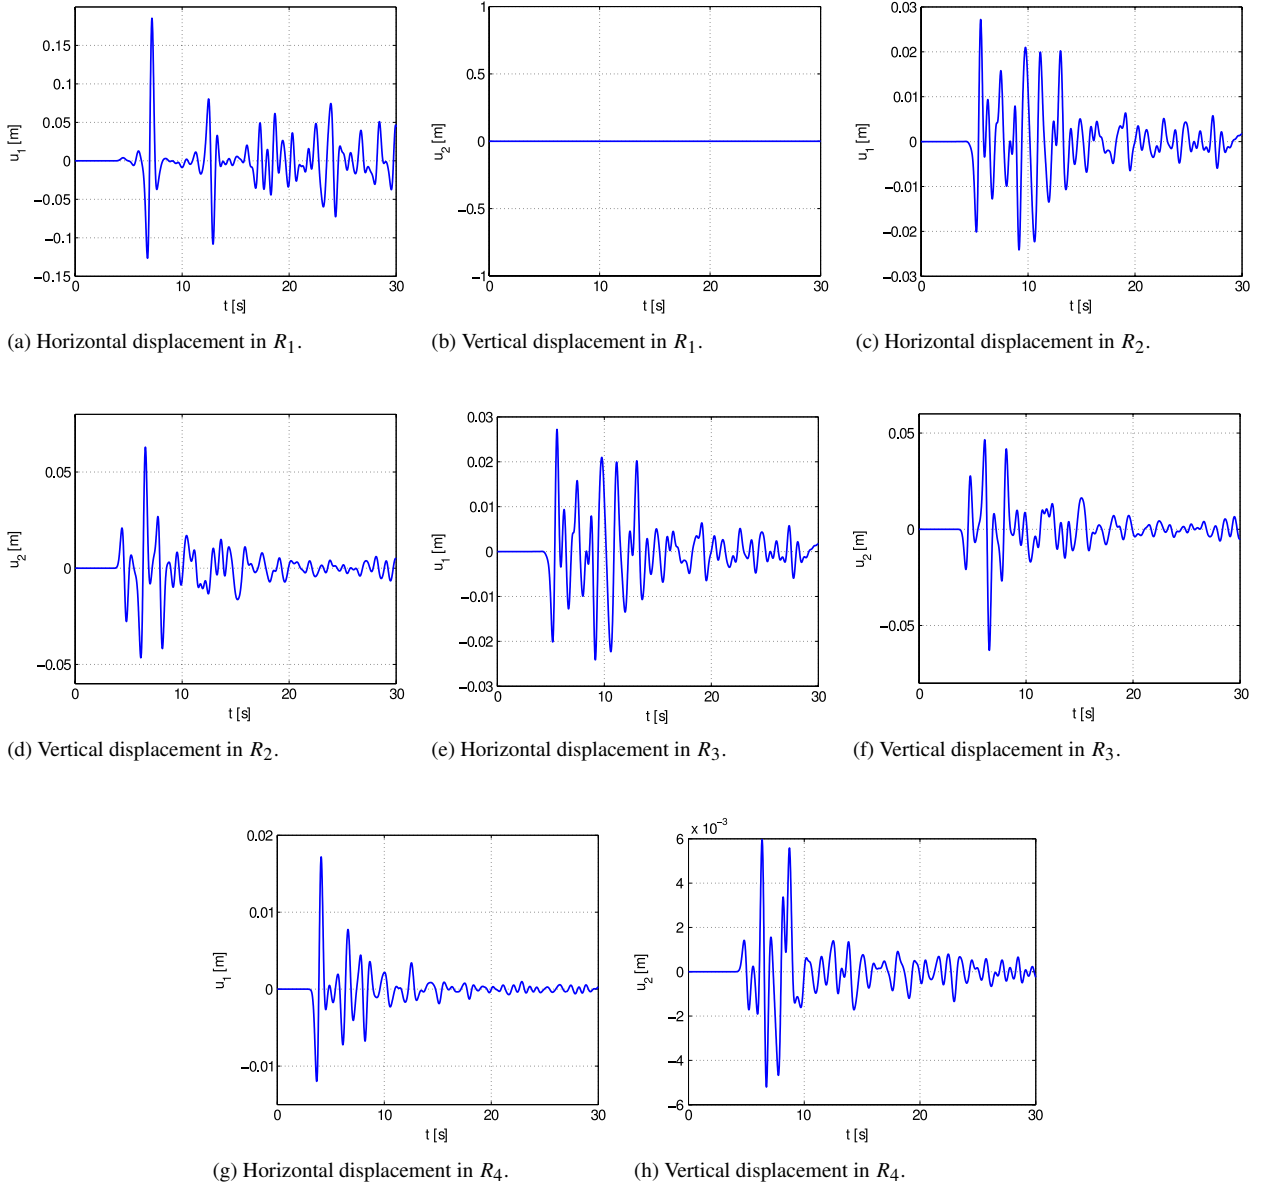 0.15
0.1
0.05
0
−0.05
−0.1
−0.15
u1 [m]
0 10 20 30
t [s]
(a) Horizontal displacement in R1.
1
0.5
0
−0.5
−1
u2 [m]
0 10 20 30
t [s]
(b) Vertical displacement in R1.
0.03
0.02
0.01
0
−0.01
−0.02
−0.03
u1 [m]
0 10 20 30
t [s]
(c) Horizontal displacement in R2.
0.05
0
−0.05
u2 [m]
0 10 20 30
t [s]
(d) Vertical displacement in R2.
0.03
0.02
0.01
0
−0.01
−0.02
−0.03
u1 [m]
0 10 20 30
t [s]
(e) Horizontal displacement in R3.
0.05
0
−0.05
u2 [m]
0 10 20 30
t [s]
(f) Vertical displacement in R3.
0.02
0.01
0
−0.01
u1 [m]
0 10 20 30
t [s]
(g) Horizontal displacement in R4.
x 10−3
6
4
2
0
−2
−4
−6
u2 [m]
0 10 20 30
t [s]
(h) Vertical displacement in R4.